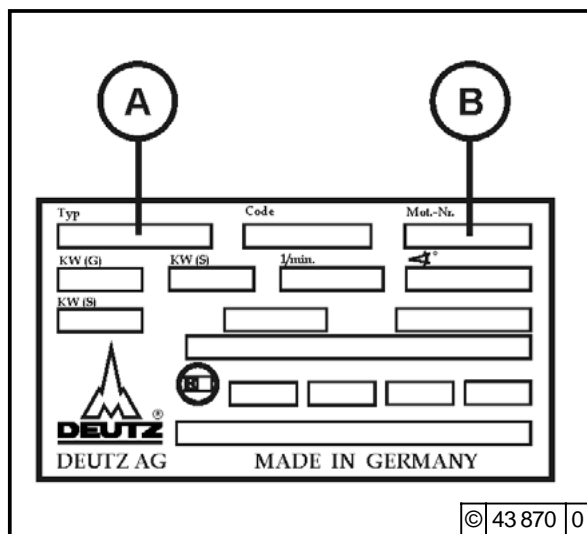 A B
Typ Code Mot.-Nr.
KW (G) KW (S) 1/min. °
KW (S)
®
DEUTZ
DEUTZ AG MADE IN GERMANY
© 43 870 0